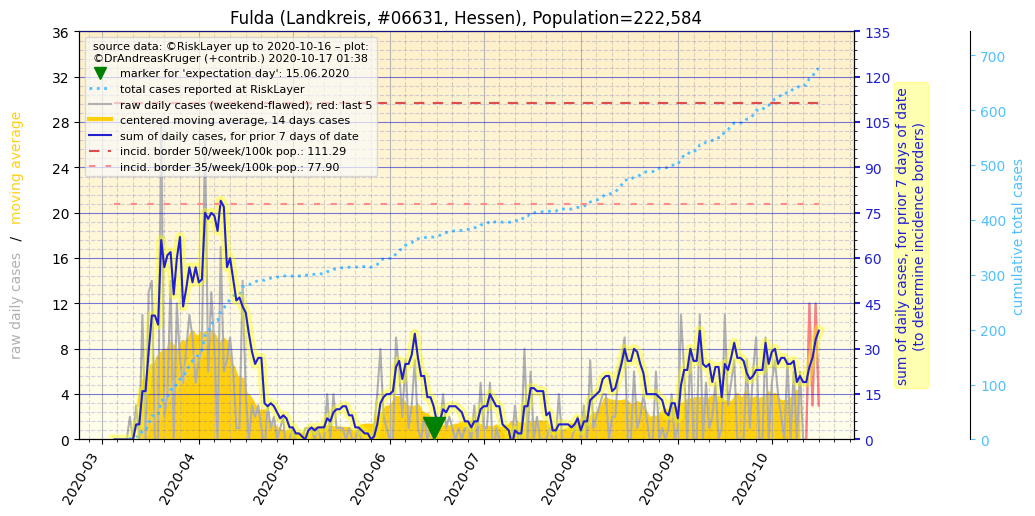 Fulda (Landkreis, #06631, Hessen), Population=222,584
source data: ©RiskLayer up to 2020-10-16 – plot:
©DrAndreasKruger (+contrib.) 2020-10-17 01:38
marker for 'expectation day': 15.06.2020
total cases reported at RiskLayer
raw daily cases (weekend-flawed), red: last 5
centered moving average, 14 days cases
sum of daily cases, for prior 7 days of date
incid. border 50/week/100k pop.: 111.29
incid. border 35/week/100k pop.: 77.90
raw daily cases / moving average
36
32
28
24
20
16
12
8
4
0
2020-03
2020-04
2020-05
2020-06
2020-07
2020-08
2020-09
2020-10
135
120
105
90
75
60
45
30
15
0
sum of daily cases, for prior 7 days of date
(to determine incidence borders)
700
600
500
400
300
200
100
0
cumulative total cases